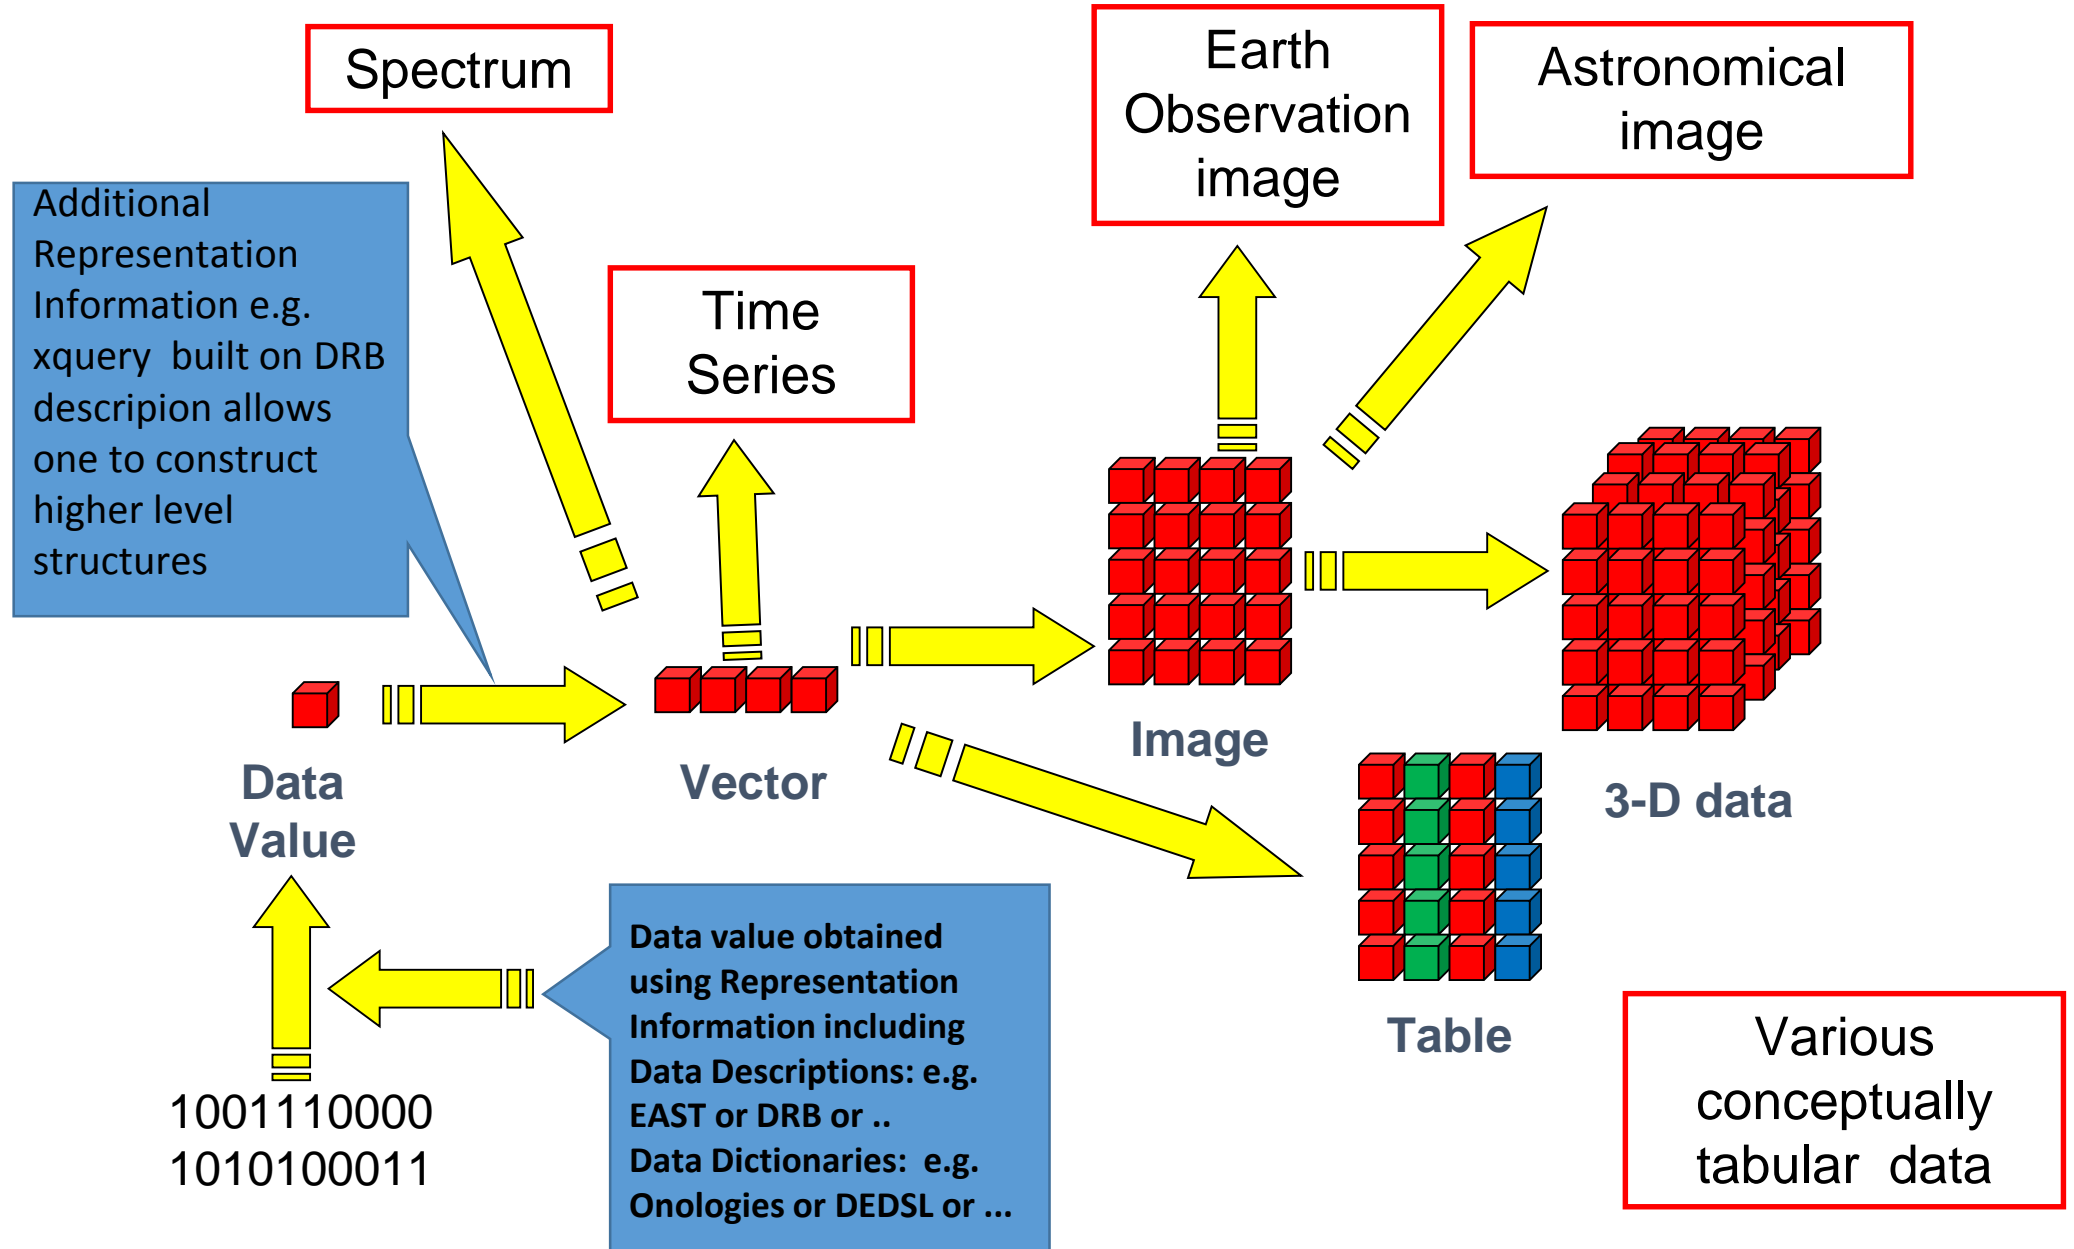 Spectrum
Earth
Observation
image
Astronomical
image
Additional
Representation
Information e.g.
xquery  built on DRB
descripion allows
one to construct
higher level
structures
Time
Series
Data
Value
Vector
Image
3-D data
Table
1001110000
1010100011
Data value obtained
using Representation
Information including
Data Descriptions: e.g.
EAST or DRB or ..
Data Dictionaries:  e.g.
Onologies or DEDSL or ...
Various
conceptually
tabular  data